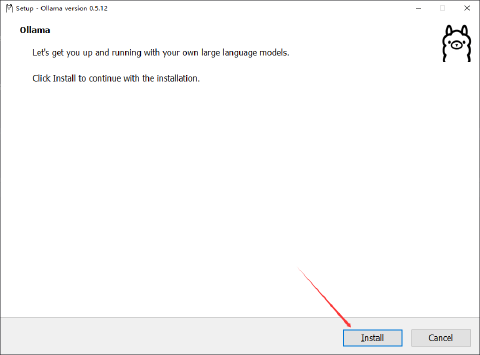 Setup - Ollama version 0.5.12
Ollama
Let's get you up and running with your own large language models.
Click Install to continue with the installation.
Install
Cancel